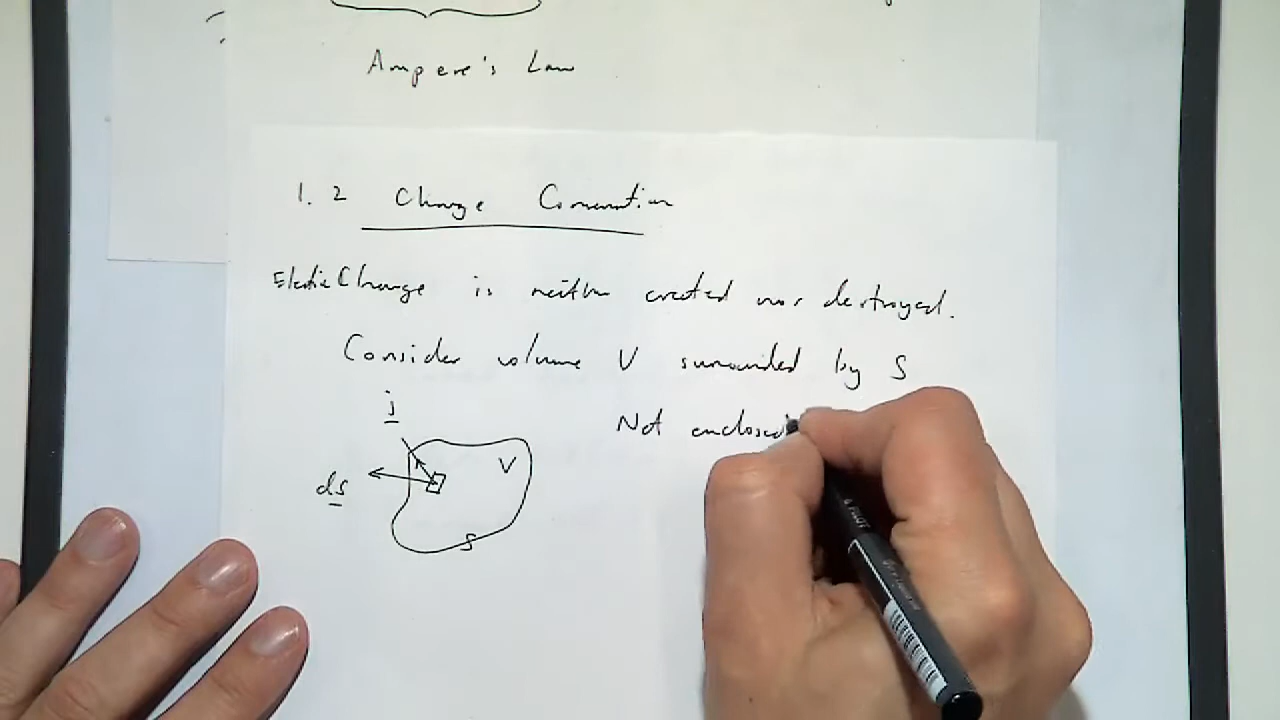 Ampere's Law
1.2 Charge Conservation
Electric Charge is neither created nor destroyed.
Consider volume V surrounded by S
j
Net enclosed
V
ds
S
PILOT